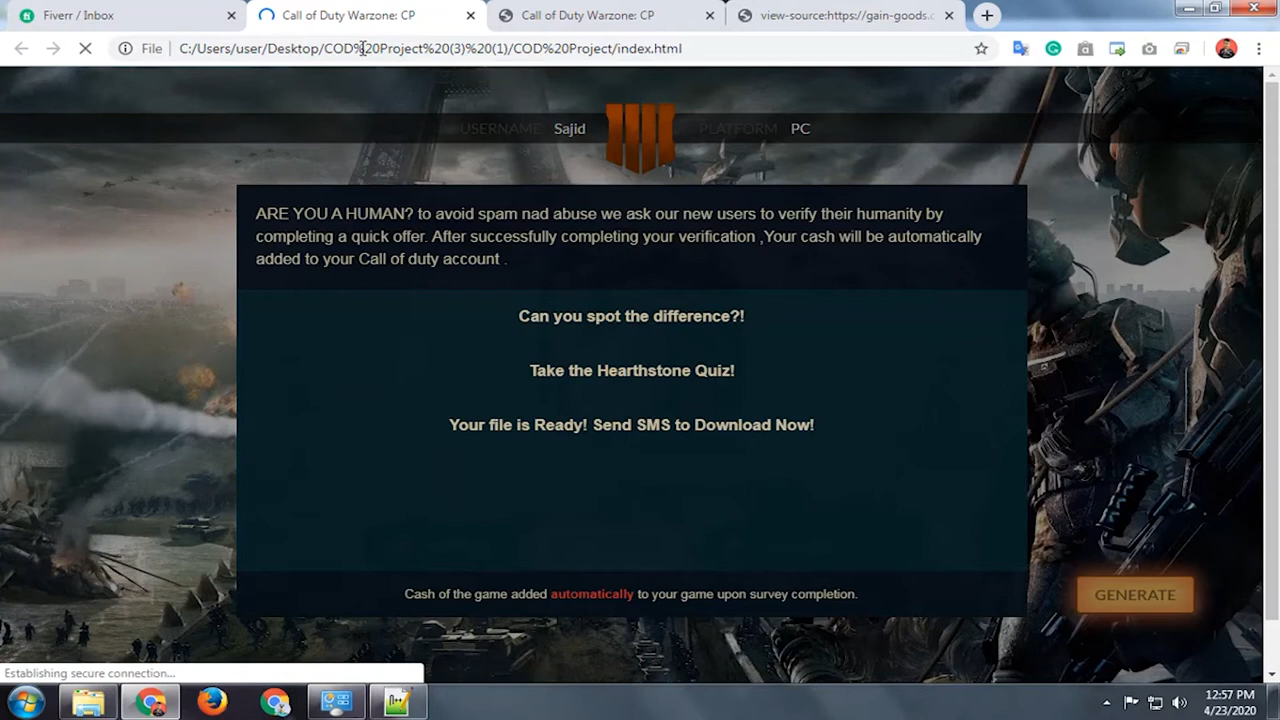 Fiverr / Inbox
Call of Duty Warzone: CP
Call of Duty Warzone: CP
view-source:https://gain-goods.c
File
C:/Users/user/Desktop/COD%20Project%20(3)%20(1)/COD%20Project/index.html
USERNAME Sajid
PLATFORM PC
ARE YOU A HUMAN? to avoid spam nad abuse we ask our new users to verify their humanity by
completing a quick offer. After successfully completing your verification ,Your cash will be automatically
added to your Call of duty account .
Can you spot the difference?!
Take the Hearthstone Quiz!
Your file is Ready! Send SMS to Download Now!
Cash of the game added automatically to your game upon survey completion.
GENERATE
Establishing secure connection...
12:57 PM
4/23/2020